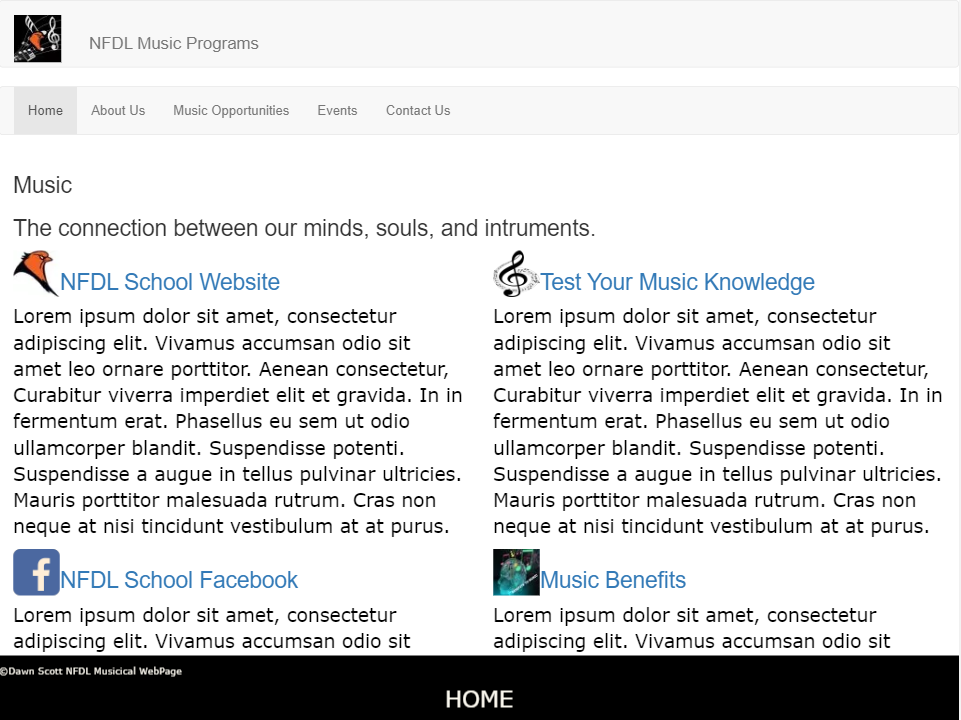 NFDL Music Programs
Home About Us Music Opportunities Events Contact Us
Music
The connection between our minds, souls, and intruments.
NFDL School Website
Lorem ipsum dolor sit amet, consectetur
adipiscing elit. Vivamus accumsan odio sit
amet leo ornare porttitor. Aenean consectetur,
Curabitur viverra imperdiet elit et gravida. In in
fermentum erat. Phasellus eu sem ut odio
ullamcorper blandit. Suspendisse potenti.
Suspendisse a augue in tellus pulvinar ultricies.
Mauris porttitor malesuada rutrum. Cras non
neque at nisi tincidunt vestibulum at at purus.
Test Your Music Knowledge
Lorem ipsum dolor sit amet, consectetur
adipiscing elit. Vivamus accumsan odio sit
amet leo ornare porttitor. Aenean consectetur,
Curabitur viverra imperdiet elit et gravida. In in
fermentum erat. Phasellus eu sem ut odio
ullamcorper blandit. Suspendisse potenti.
Suspendisse a augue in tellus pulvinar ultricies.
Mauris porttitor malesuada rutrum. Cras non
neque at nisi tincidunt vestibulum at at purus.
NFDL School Facebook
Lorem ipsum dolor sit amet, consectetur
adipiscing elit. Vivamus accumsan odio sit
Music Benefits
Lorem ipsum dolor sit amet, consectetur
adipiscing elit. Vivamus accumsan odio sit
©Dawn Scott NFDL Musicical WebPage
HOME